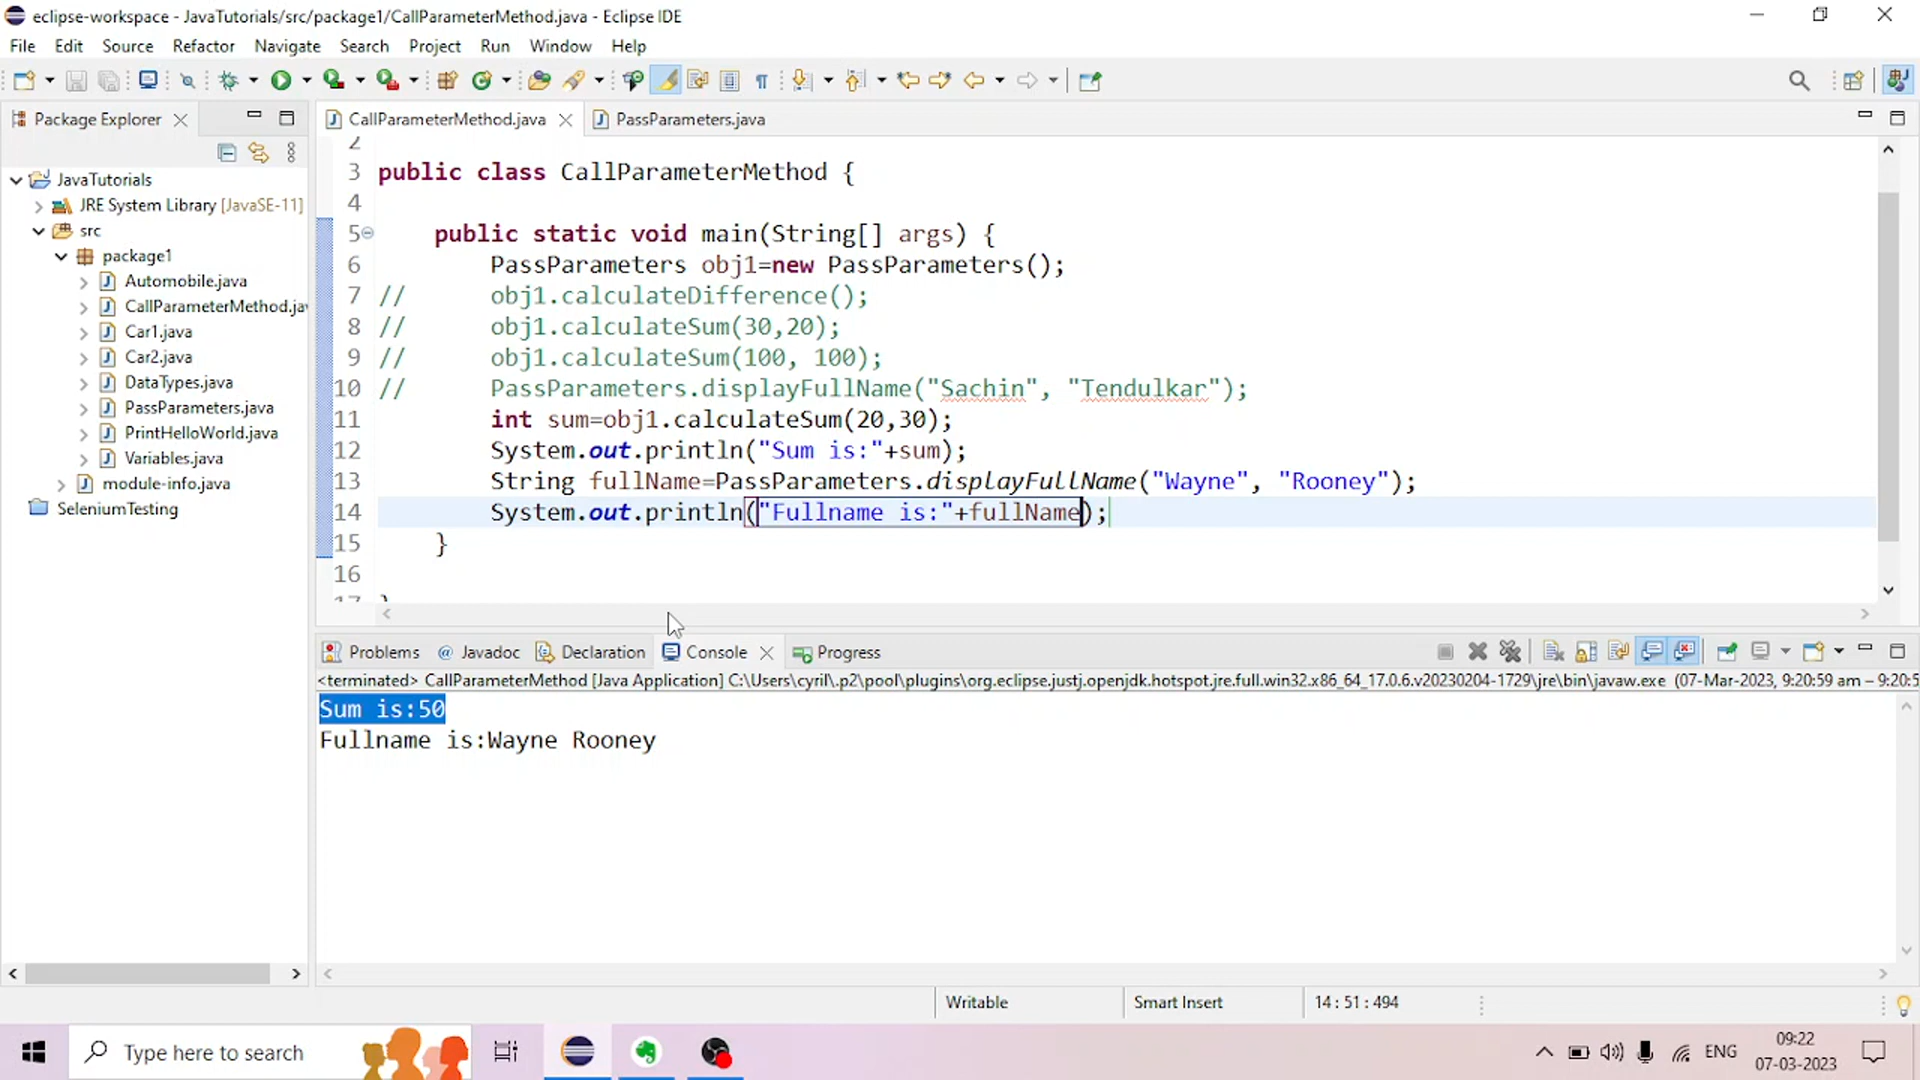 eclipse-workspace - JavaTutorials/src/package1/CallParameterMethod.java - Eclipse IDE
File Edit Source Refactor Navigate Search Project Run Window Help
Package Explorer
JavaTutorials
JRE System Library [JavaSE-11]
src
package1
Automobile.java
CallParameterMethod.jav
Car1.java
Car2.java
DataTypes.java
PassParameters.java
PrintHelloWorld.java
Variables.java
module-info.java
SeleniumTesting
CallParameterMethod.java PassParameters.java
2
3 public class CallParameterMethod {
4
5 public static void main(String[] args) {
6 PassParameters obj1=new PassParameters();
7 // obj1.calculateDifference();
8 // obj1.calculateSum(30,20);
9 // obj1.calculateSum(100, 100);
10 // PassParameters.displayFullName("Sachin", "Tendulkar");
11 int sum=obj1.calculateSum(20,30);
12 System.out.println("Sum is:"+sum);
13 String fullName=PassParameters.displayFullName("Wayne", "Rooney");
14 System.out.println("Fullname is:"+fullName);
15 }
16
17 }
Problems @ Javadoc Declaration Console Progress
<terminated> CallParameterMethod [Java Application] C:\Users\cyril\.p2\pool\plugins\org.eclipse.justj.openjdk.hotspot.jre.full.win32.x86_64_17.0.6.v20230204-1729\jre\bin\javaw.exe (07-Mar-2023, 9:20:59 am – 9:20:5
Sum is:50
Fullname is:Wayne Rooney
Writable Smart Insert 14 : 51 : 494
Type here to search
ENG
09:22
07-03-2023